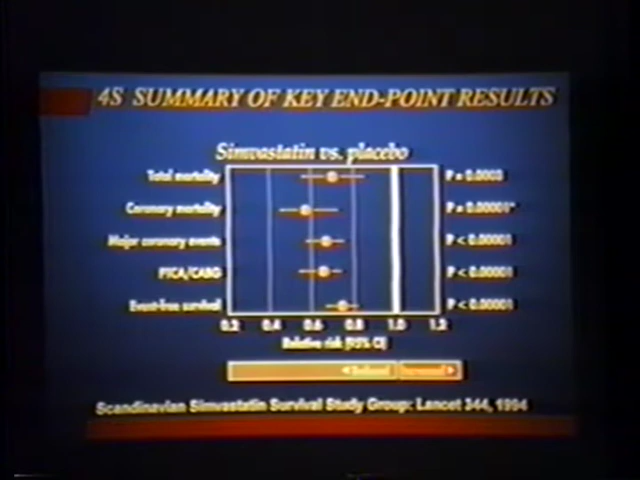 4S SUMMARY OF KEY END-POINT RESULTS
Simvastatin vs. placebo
Total mortality P = 0.0003
Coronary mortality P = 0.00001*
Major coronary events P < 0.00001
PTCA/CABG P < 0.00001
Event-free survival P < 0.00001
0.2 0.4 0.6 0.8 1.0 1.2
Relative risk [95% CI]
◄Reduced Increased►
Scandinavian Simvastatin Survival Study Group: Lancet 344, 1994